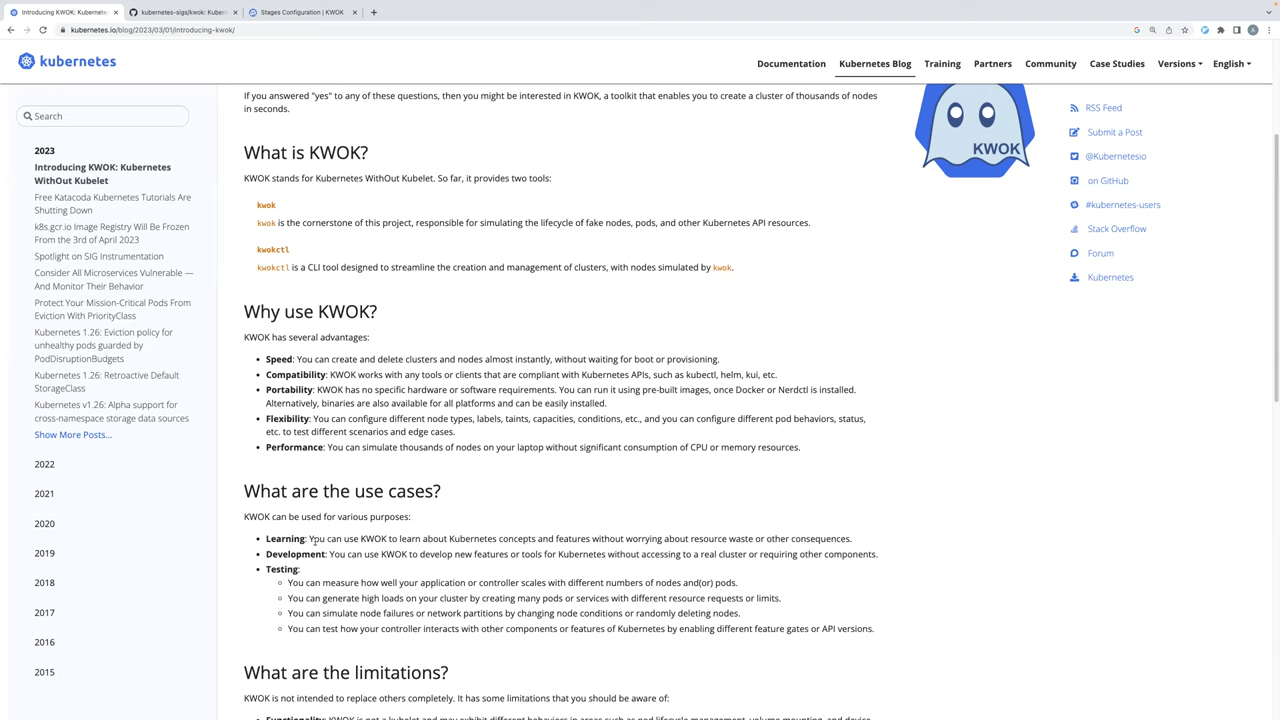 Introducing KWOK: Kubernete
kubernetes-sigs/kwok: Kuber
Stages Configuration | KWOK
kubernetes.io/blog/2023/03/01/introducing-kwok/
kubernetes
Documentation
Kubernetes Blog
Training
Partners
Community
Case Studies
Versions
English
Search
2023
Introducing KWOK: Kubernetes
WithOut Kubelet
Free Katacoda Kubernetes Tutorials Are
Shutting Down
k8s.gcr.io Image Registry Will Be Frozen
From the 3rd of April 2023
Spotlight on SIG Instrumentation
Consider All Microservices Vulnerable —
And Monitor Their Behavior
Protect Your Mission-Critical Pods From
Eviction With PriorityClass
Kubernetes 1.26: Eviction policy for
unhealthy pods guarded by
PodDisruptionBudgets
Kubernetes 1.26: Retroactive Default
StorageClass
Kubernetes v1.26: Alpha support for
cross-namespace storage data sources
Show More Posts...
2022
2021
2020
2019
2018
2017
2016
2015
If you answered "yes" to any of these questions, then you might be interested in KWOK, a toolkit that enables you to create a cluster of thousands of nodes
in seconds.
What is KWOK?
KWOK stands for Kubernetes WithOut Kubelet. So far, it provides two tools:
kwok
kwok is the cornerstone of this project, responsible for simulating the lifecycle of fake nodes, pods, and other Kubernetes API resources.
kwokctl
kwokctl is a CLI tool designed to streamline the creation and management of clusters, with nodes simulated by kwok.
Why use KWOK?
KWOK has several advantages:
• Speed: You can create and delete clusters and nodes almost instantly, without waiting for boot or provisioning.
• Compatibility: KWOK works with any tools or clients that are compliant with Kubernetes APIs, such as kubectl, helm, kui, etc.
• Portability: KWOK has no specific hardware or software requirements. You can run it using pre-built images, once Docker or Nerdctl is installed.
Alternatively, binaries are also available for all platforms and can be easily installed.
• Flexibility: You can configure different node types, labels, taints, capacities, conditions, etc., and you can configure different pod behaviors, status,
etc. to test different scenarios and edge cases.
• Performance: You can simulate thousands of nodes on your laptop without significant consumption of CPU or memory resources.
What are the use cases?
KWOK can be used for various purposes:
• Learning: You can use KWOK to learn about Kubernetes concepts and features without worrying about resource waste or other consequences.
• Development: You can use KWOK to develop new features or tools for Kubernetes without accessing to a real cluster or requiring other components.
• Testing:
◦ You can measure how well your application or controller scales with different numbers of nodes and(or) pods.
◦ You can generate high loads on your cluster by creating many pods or services with different resource requests or limits.
◦ You can simulate node failures or network partitions by changing node conditions or randomly deleting nodes.
◦ You can test how your controller interacts with other components or features of Kubernetes by enabling different feature gates or API versions.
What are the limitations?
KWOK is not intended to replace others completely. It has some limitations that you should be aware of:
• Functionality: KWOK is not a kubelet and may exhibit different behaviors in areas such as pod lifecycle management, volume mounting, and device
KWOK
RSS Feed
Submit a Post
@Kubernetesio
on GitHub
#kubernetes-users
Stack Overflow
Forum
Kubernetes